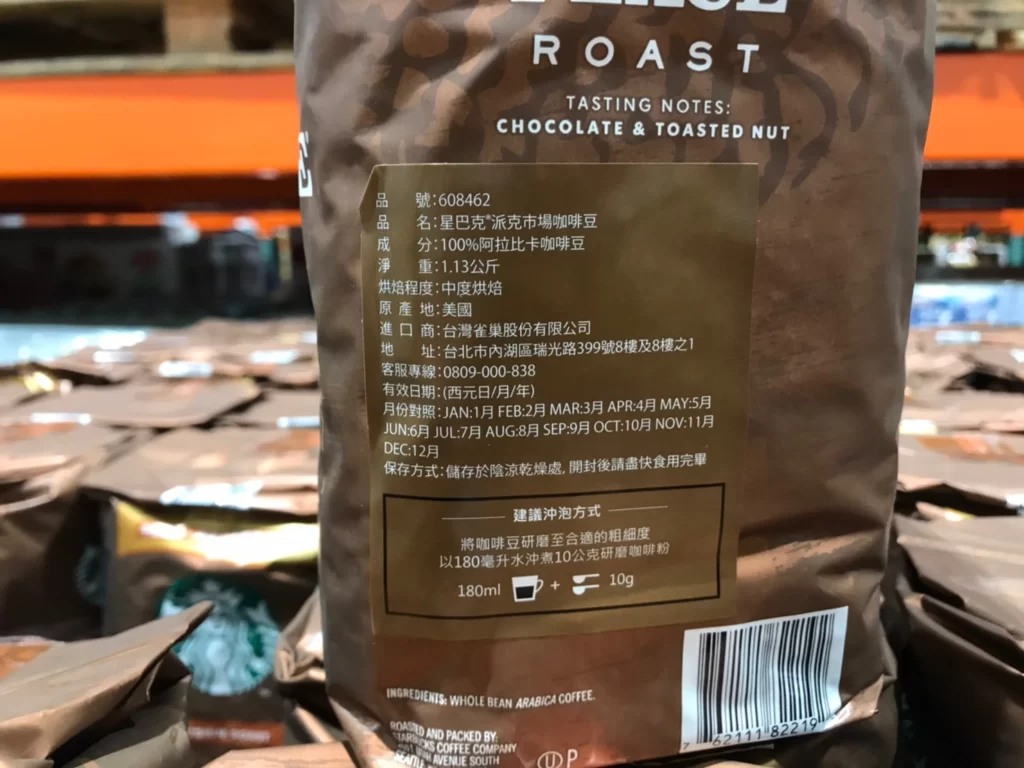 ROAST
TASTING NOTES:
CHOCOLATE & TOASTED NUT
品 號:608462
品 名:星巴克®派克市場咖啡豆
成 分:100%阿拉比卡咖啡豆
淨 重:1.13公斤
烘焙程度:中度烘焙
原 產 地:美國
進 口 商:台灣雀巢股份有限公司
地 址:台北市內湖區瑞光路399號8樓及8樓之1
客服專線:0809-000-838
有效日期:(西元日/月/年)
月份對照:JAN:1月 FEB:2月 MAR:3月 APR:4月 MAY:5月
JUN:6月 JUL:7月 AUG:8月 SEP:9月 OCT:10月 NOV:11月
DEC:12月
保存方式:儲存於陰涼乾燥處, 開封後請盡快食用完畢
建議沖泡方式
將咖啡豆研磨至合適的粗細度
以180毫升水沖煮10公克研磨咖啡粉
180ml + 10g
INGREDIENTS: WHOLE BEAN ARABICA COFFEE.
ROASTED AND PACKED BY:
STARBUCKS COFFEE COMPANY
AVENUE SOUTH
U P
7 62111 82219